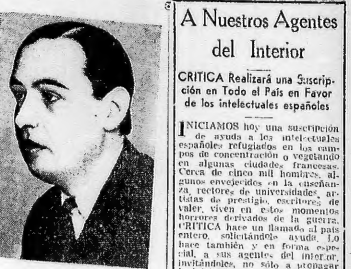 A Nuestros Agentes
del Interior
CRITICA Realizará una Suscrip-
ción en Todo el País en Favor
de los intelectuales españoles
INICIAMOS hoy una suscripción
de ayuda a los intelectuales
españoles refugiados en los cam-
pos de concentración o vegetando
en algunas ciudades francesas.
Cerca de cinco mil hombres, al-
gunos envejecidos en la enseñan-
za, rectores de universidades, ar-
tistas de prestigio, escritores de
valer, viven en estos momentos
horrores derivados de la guerra.
CRITICA hace un llamado al país
entero, solicitándole ayuda. Lo
hace también y en forma espe-
cial, a sus agentes del interior,
invitándoles, no sólo a propagar